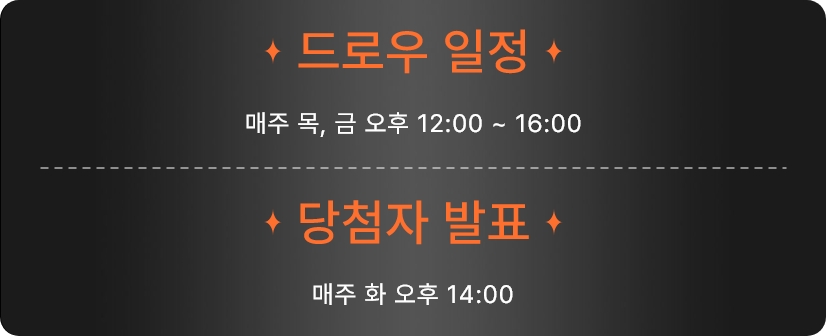 드로우 일정
매주 목, 금 오후 12:00 ~ 16:00
당첨자 발표
매주 화 오후 14:00